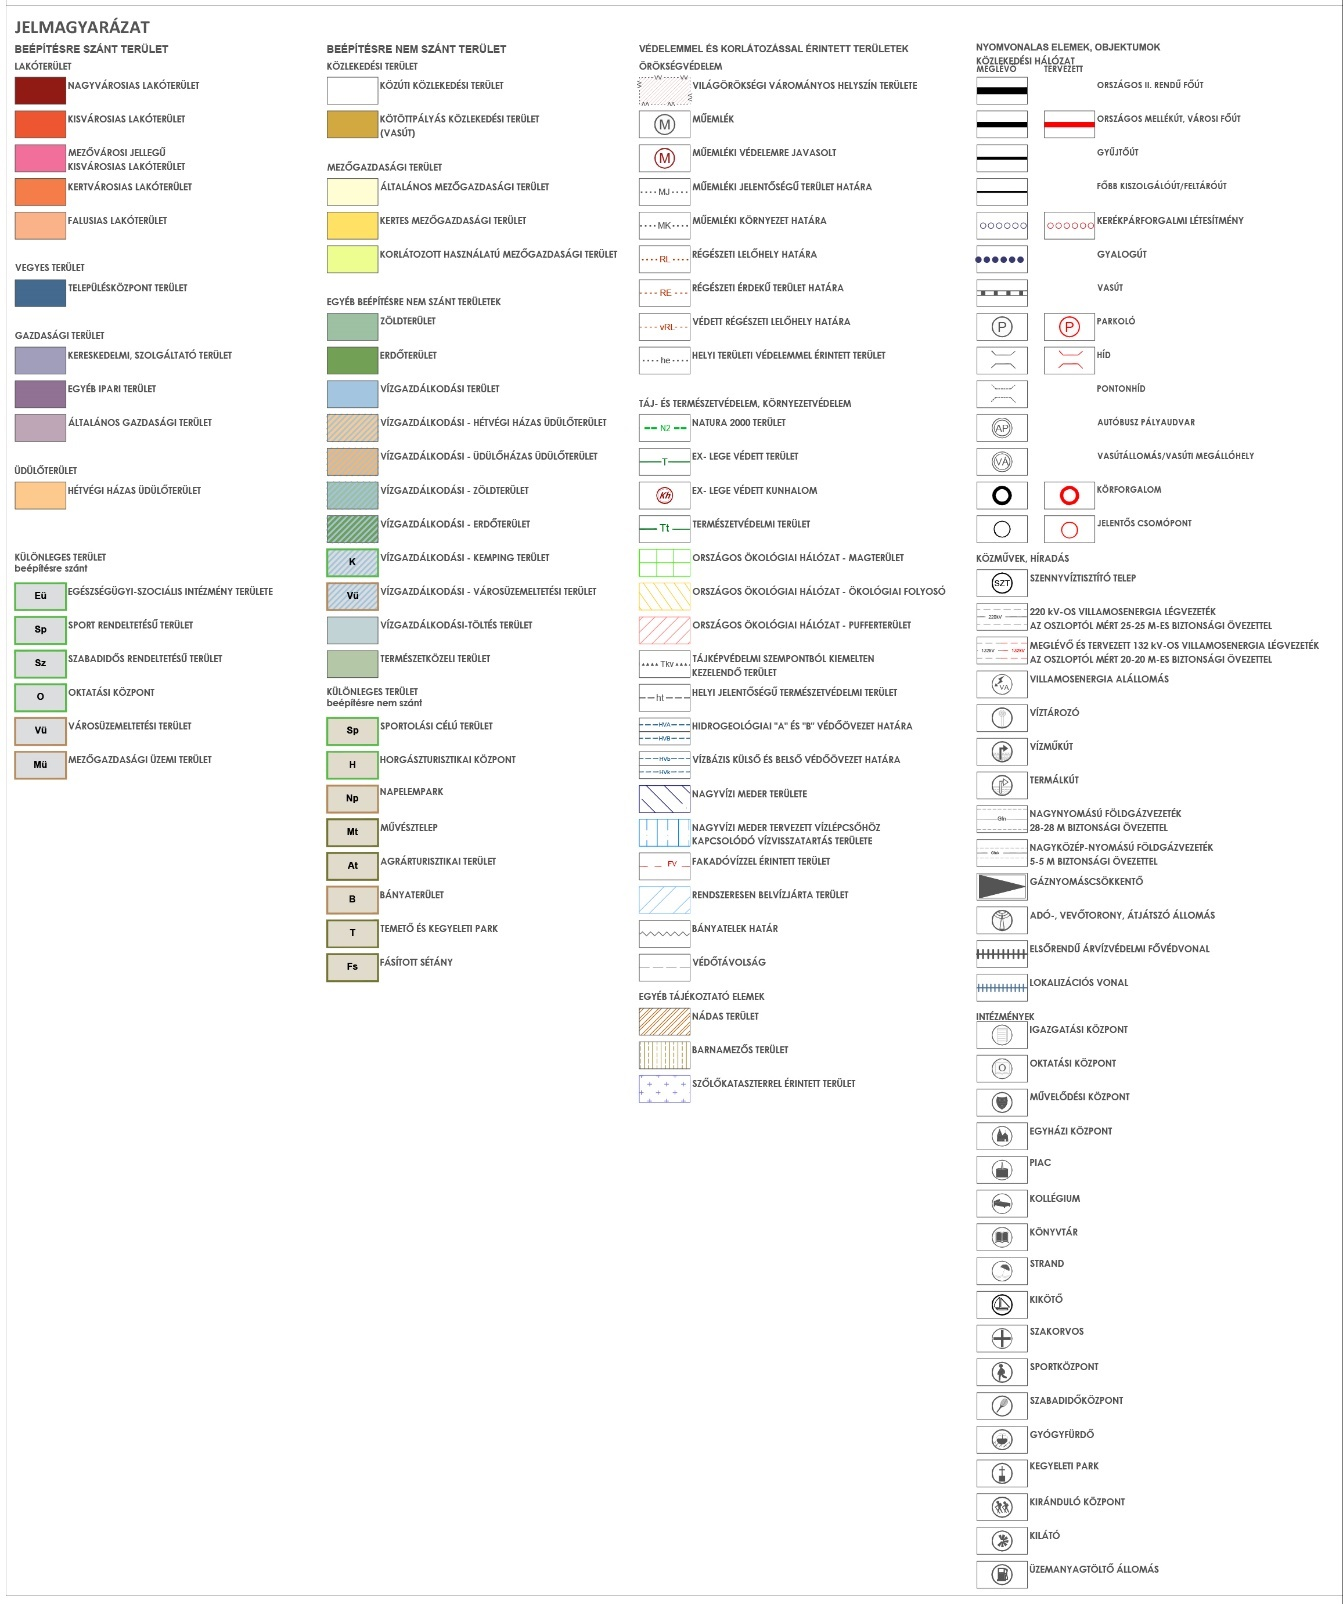 JELMAGYARÁZAT
BEÉPÍTÉSRE SZÁNT TERÜLET
LAKÓTERÜLET
NAGYVÁROSIAS LAKÓTERÜLET
KISVÁROSIAS LAKÓTERÜLET
MEZŐVÁROSI JELLEGŰ
KISVÁROSIAS LAKÓTERÜLET
KERTVÁROSIAS LAKÓTERÜLET
FALUSIAS LAKÓTERÜLET
VEGYES TERÜLET
TELEPÜLÉSKÖZPONT TERÜLET
GAZDASÁGI TERÜLET
KERESKEDELMI, SZOLGÁLTATÓ TERÜLET
EGYÉB IPARI TERÜLET
ÁLTALÁNOS GAZDASÁGI TERÜLET
ÜDÜLŐTERÜLET
HÉTVÉGI HÁZAS ÜDÜLŐTERÜLET
KÜLÖNLEGES TERÜLET
beépítésre szánt
Eü EGÉSZSÉGÜGYI-SZOCIÁLIS INTÉZMÉNY TERÜLETE
Sp SPORT RENDELTETÉSŰ TERÜLET
Sz SZABADIDŐS RENDELTETÉSŰ TERÜLET
O OKTATÁSI KÖZPONT
Vü VÁROSÜZEMELTETÉSI TERÜLET
Mü MEZŐGAZDASÁGI ÜZEMI TERÜLET
BEÉPÍTÉSRE NEM SZÁNT TERÜLET
KÖZLEKEDÉSI TERÜLET
KÖZÚTI KÖZLEKEDÉSI TERÜLET
KÖTÖTTPÁLYÁS KÖZLEKEDÉSI TERÜLET
(VASÚT)
MEZŐGAZDASÁGI TERÜLET
ÁLTALÁNOS MEZŐGAZDASÁGI TERÜLET
KERTES MEZŐGAZDASÁGI TERÜLET
KORLÁTOZOTT HASZNÁLATÚ MEZŐGAZDASÁGI TERÜLET
EGYÉB BEÉPÍTÉSRE NEM SZÁNT TERÜLETEK
ZÖLDTERÜLET
ERDŐTERÜLET
VÍZGAZDÁLKODÁSI TERÜLET
VÍZGAZDÁLKODÁSI - HÉTVÉGI HÁZAS ÜDÜLŐTERÜLET
VÍZGAZDÁLKODÁSI - ÜDÜLŐHÁZAS ÜDÜLŐTERÜLET
VÍZGAZDÁLKODÁSI - ZÖLDTERÜLET
VÍZGAZDÁLKODÁSI - ERDŐTERÜLET
K VÍZGAZDÁLKODÁSI - KEMPING TERÜLET
Vü VÍZGAZDÁLKODÁSI - VÁROSÜZEMELTETÉSI TERÜLET
VÍZGAZDÁLKODÁSI-TÖLTÉS TERÜLET
TERMÉSZETKÖZELI TERÜLET
KÜLÖNLEGES TERÜLET
beépítésre nem szánt
Sp SPORTOLÁSI CÉLÚ TERÜLET
H HORGÁSZTURISZTIKAI KÖZPONT
Np NAPELEMPARK
Mt MŰVÉSZTELEP
At AGRÁRTURISZTIKAI TERÜLET
B BÁNYATERÜLET
T TEMETŐ ÉS KEGYELETI PARK
Fs FÁSÍTOTT SÉTÁNY
VÉDELEMMEL ÉS KORLÁTOZÁSSAL ÉRINTETT TERÜLETEK
ÖRÖKSÉGVÉDELEM
VILÁGÖRÖKSÉGI VÁROMÁNYOS HELYSZÍN TERÜLETE
M MŰEMLÉK
M MŰEMLÉKI VÉDELEMRE JAVASOLT
MJ MŰEMLÉKI JELENTŐSÉGŰ TERÜLET HATÁRA
MK MŰEMLÉKI KÖRNYEZET HATÁRA
RL RÉGÉSZETI LELŐHELY HATÁRA
RE RÉGÉSZETI ÉRDEKŰ TERÜLET HATÁRA
vRL VÉDETT RÉGÉSZETI LELŐHELY HATÁRA
he HELYI TERÜLETI VÉDELEMMEL ÉRINTETT TERÜLET
TÁJ- ÉS TERMÉSZETVÉDELEM, KÖRNYEZETVÉDELEM
N2 NATURA 2000 TERÜLET
T EX- LEGE VÉDETT TERÜLET
Kh EX- LEGE VÉDETT KUNHALOM
Tt TERMÉSZETVÉDELMI TERÜLET
ORSZÁGOS ÖKOLÓGIAI HÁLÓZAT - MAGTERÜLET
ORSZÁGOS ÖKOLÓGIAI HÁLÓZAT - ÖKOLÓGIAI FOLYOSÓ
ORSZÁGOS ÖKOLÓGIAI HÁLÓZAT - PUFFERTERÜLET
Tkv TÁJKÉPVÉDELMI SZEMPONTBÓL KIEMELTEN
KEZELENDŐ TERÜLET
ht HELYI JELENTŐSÉGŰ TERMÉSZETVÉDELMI TERÜLET
HVA HVB HIDROGEOLÓGIAI "A" ÉS "B" VÉDŐÖVEZET HATÁRA
VÍZBÁZIS KÜLSŐ ÉS BELSŐ VÉDŐÖVEZET HATÁRA
NAGYVÍZI MEDER TERÜLETE
NAGYVÍZI MEDER TERVEZETT VÍZLÉPCSŐHÖZ
KAPCSOLÓDÓ VÍZVISSZATARTÁS TERÜLETE
FV FAKADÓVÍZZEL ÉRINTETT TERÜLET
RENDSZERESEN BELVÍZJÁRTA TERÜLET
BÁNYATELEK HATÁR
VÉDŐTÁVOLSÁG
EGYÉB TÁJÉKOZTATÓ ELEMEK
NÁDAS TERÜLET
BARNAMEZŐS TERÜLET
SZŐLŐKATASZTERREL ÉRINTETT TERÜLET
NYOMVONALAS ELEMEK, OBJEKTUMOK
KÖZLEKEDÉSI HÁLÓZAT
MEGLÉVŐ TERVEZETT
ORSZÁGOS II. RENDŰ FŐÚT
ORSZÁGOS MELLÉKÚT, VÁROSI FŐÚT
GYŰJTŐÚT
FŐBB KISZOLGÁLÓÚT/FELTÁRÓÚT
KERÉKPÁRFORGALMI LÉTESÍTMÉNY
GYALOGÚT
VASÚT
P P PARKOLÓ
HÍD
PONTONHÍD
AP AUTÓBUSZ PÁLYAUDVAR
VÁ VASÚTÁLLOMÁS/VASÚTI MEGÁLLÓHELY
KÖRFORGALOM
JELENTŐS CSOMÓPONT
KÖZMŰVEK, HÍRADÁS
SZT SZENNYVÍZTISZTÍTÓ TELEP
220kV 220 kV-OS VILLAMOSENERGIA LÉGVEZETÉK
AZ OSZLOPTÓL MÉRT 25-25 M-ES BIZTONSÁGI ÖVEZETTEL
132kV 132kV MEGLÉVŐ ÉS TERVEZETT 132 kV-OS VILLAMOSENERGIA LÉGVEZETÉK
AZ OSZLOPTÓL MÉRT 20-20 M-ES BIZTONSÁGI ÖVEZETTEL
VA VILLAMOSENERGIA ALÁLLOMÁS
VÍZTÁROZÓ
VÍZMŰKÚT
TERMÁLKÚT
NAGYNYOMÁSÚ FÖLDGÁZVEZETÉK
28-28 M BIZTONSÁGI ÖVEZETTEL
NAGYKÖZÉP-NYOMÁSÚ FÖLDGÁZVEZETÉK
5-5 M BIZTONSÁGI ÖVEZETTEL
GÁZNYOMÁSCSÖKKENTŐ
ADÓ-, VEVŐTORONY, ÁTJÁTSZÓ ÁLLOMÁS
ELSŐRENDŰ ÁRVÍZVÉDELMI FŐVÉDVONAL
LOKALIZÁCIÓS VONAL
INTÉZMÉNYEK
IGAZGATÁSI KÖZPONT
O OKTATÁSI KÖZPONT
MŰVELŐDÉSI KÖZPONT
EGYHÁZI KÖZPONT
PIAC
KOLLÉGIUM
KÖNYVTÁR
STRAND
KIKÖTŐ
SZAKORVOS
SPORTKÖZPONT
SZABADIDŐKÖZPONT
GYÓGYFÜRDŐ
KEGYELETI PARK
KIRÁNDULÓ KÖZPONT
KILÁTÓ
ÜZEMANYAGTÖLTŐ ÁLLOMÁS